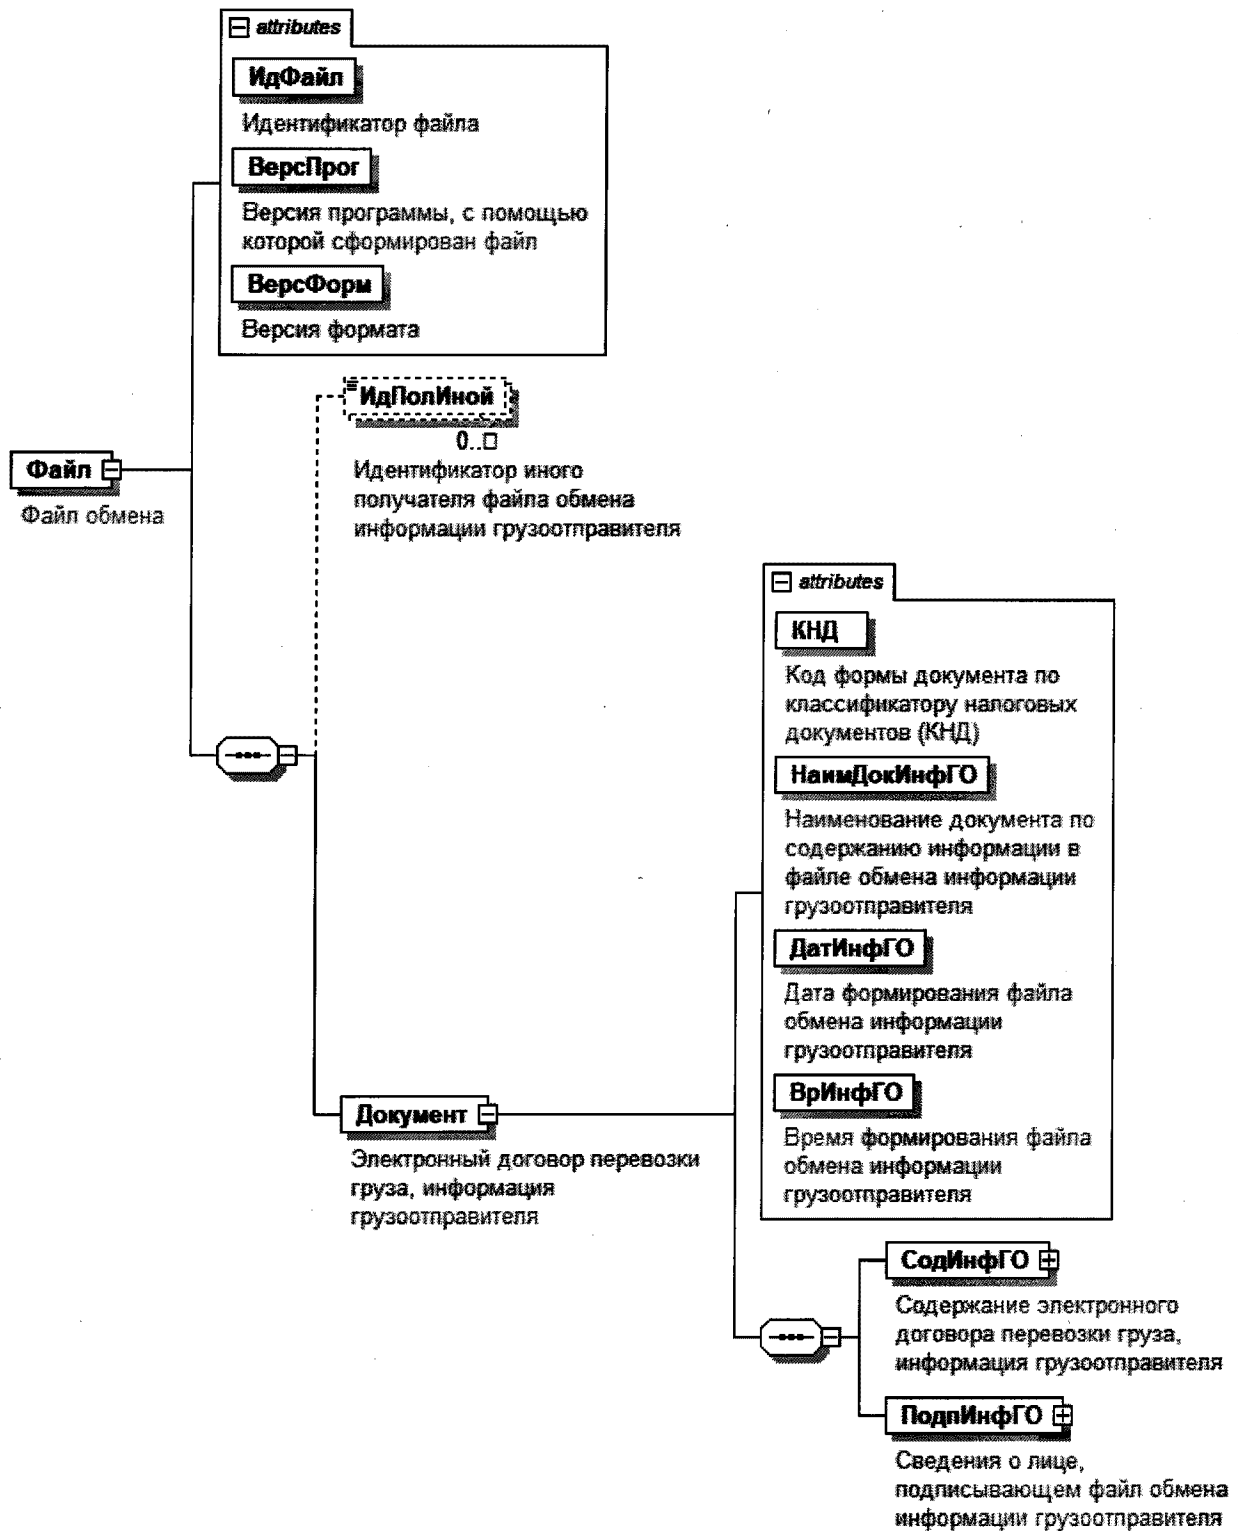 attributes
ИдФайл
Идентификатор файла
ВерсПрог
Версия программы, с помощью
которой сформирован файл
ВерсФорм
Версия формата
ИдПолИной
0..□
Идентификатор иного
получателя файла обмена
информации грузоотправителя
Файл
Файл обмена
attributes
КНД
Код формы документа по
классификатору налоговых
документов (КНД)
НаимДокИнфГО
Наименование документа по
содержанию информации в
файле обмена информации
грузоотправителя
ДатИнфГО
Дата формирования файла
обмена информации
грузоотправителя
ВрИнфГО
Время формирования файла
обмена информации
грузоотправителя
Документ
Электронный договор перевозки
груза, информация
грузоотправителя
СодИнфГО
Содержание электронного
договора перевозки груза,
информация грузоотправителя
ПодпИнфГО
Сведения о лице,
подписывающем файл обмена
информации грузоотправителя